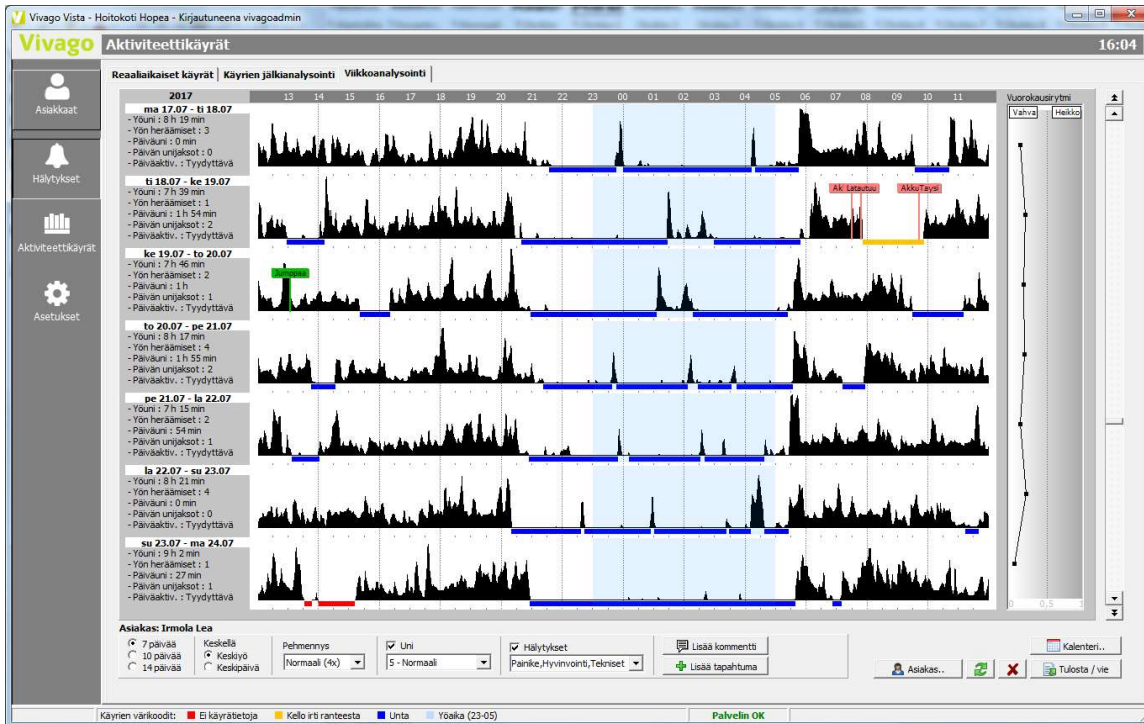 Vivago Vista - Hoitokoti Hopea - Kirjautuneena vivagoadmin
Vivago Aktiviteettikäyrät 16:04
Asiakkaat
Hälytykset
Aktiviteettikäyrät
Asetukset
Reaaliaikaiset käyrät Käyrien jälkianalysointi Viikkoanalysointi
2017 13 14 15 16 17 18 19 20 21 22 23 00 01 02 03 04 05 06 07 08 09 10 11
Vuorokausirytmi
Vahva Heikko
ma 17.07 - ti 18.07
- Yöuni : 8 h 19 min
- Yön heräämiset : 3
- Päiväuni : 0 min
- Päivän unijaksot : 0
- Päiväaktiv. : Tyydyttävä
ti 18.07 - ke 19.07
- Yöuni : 7 h 39 min
- Yön heräämiset : 1
- Päiväuni : 1 h 54 min
- Päivän unijaksot : 2
- Päiväaktiv. : Tyydyttävä
Ak Latautuu AkkuTaysi
ke 19.07 - to 20.07
- Yöuni : 7 h 46 min
- Yön heräämiset : 2
- Päiväuni : 1 h
- Päivän unijaksot : 1
- Päiväaktiv. : Tyydyttävä
Jumppaa
to 20.07 - pe 21.07
- Yöuni : 8 h 17 min
- Yön heräämiset : 4
- Päiväuni : 1 h 55 min
- Päivän unijaksot : 2
- Päiväaktiv. : Tyydyttävä
pe 21.07 - la 22.07
- Yöuni : 7 h 15 min
- Yön heräämiset : 2
- Päiväuni : 54 min
- Päivän unijaksot : 1
- Päiväaktiv. : Tyydyttävä
la 22.07 - su 23.07
- Yöuni : 8 h 21 min
- Yön heräämiset : 4
- Päiväuni : 0 min
- Päivän unijaksot : 0
- Päiväaktiv. : Tyydyttävä
su 23.07 - ma 24.07
- Yöuni : 9 h 2 min
- Yön heräämiset : 1
- Päiväuni : 27 min
- Päivän unijaksot : 1
- Päiväaktiv. : Tyydyttävä
0 0,5 1
Asiakas: Irmola Lea
7 päivää
10 päivää
14 päivää
Keskellä
Keskiyö
Keskipäivä
Pehmennys
Normaali (4x)
Uni
5 - Normaali
Hälytykset
Painike,Hyvinvointi,Tekniset
Lisää kommentti
Lisää tapahtuma
Kalenteri..
Asiakas.. Tulosta / vie
Käyrien värikoodit: Ei käyrätietoja Kello irti ranteesta Unta Yöaika (23-05) Palvelin OK